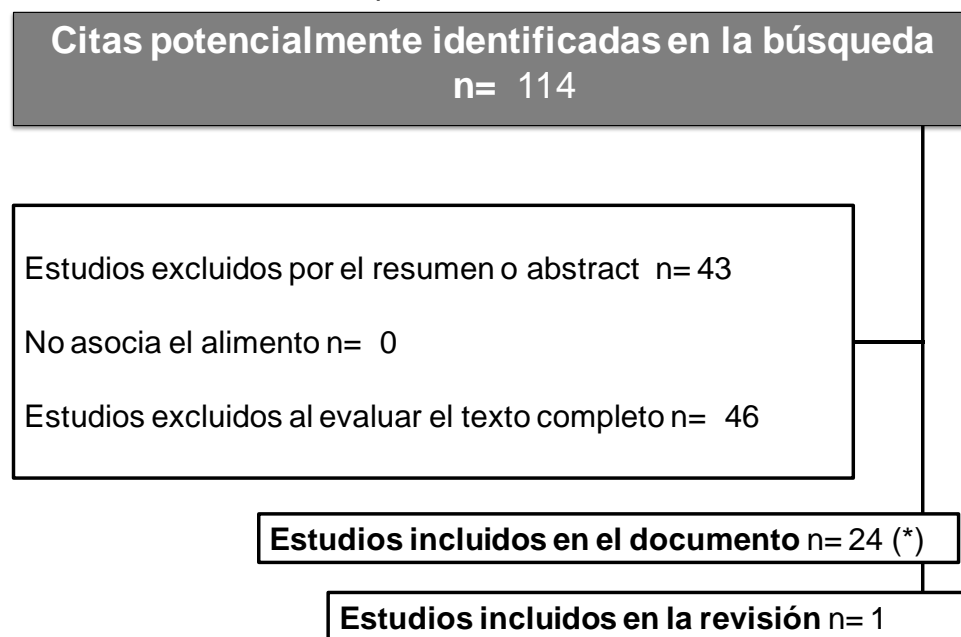 Citas potencialmente identificadas en la búsqueda
n= 114
Estudios excluidos por el resumen o abstract n= 43
No asocia el alimento n= 0
Estudios excluidos al evaluar el texto completo n= 46
Estudios incluidos en el documento n= 24 (*)
Estudios incluidos en la revisión n= 1